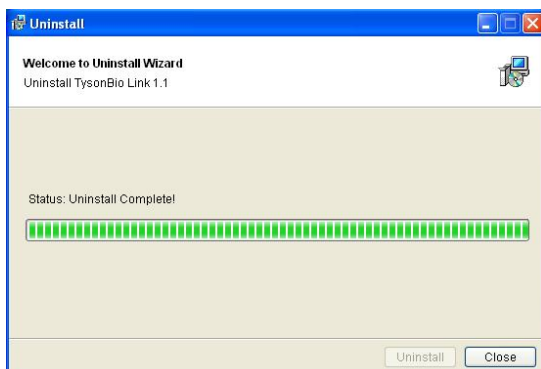 Uninstall
Welcome to Uninstall Wizard
Uninstall TysonBio Link 1.1
Status: Uninstall Complete!
Uninstall Close